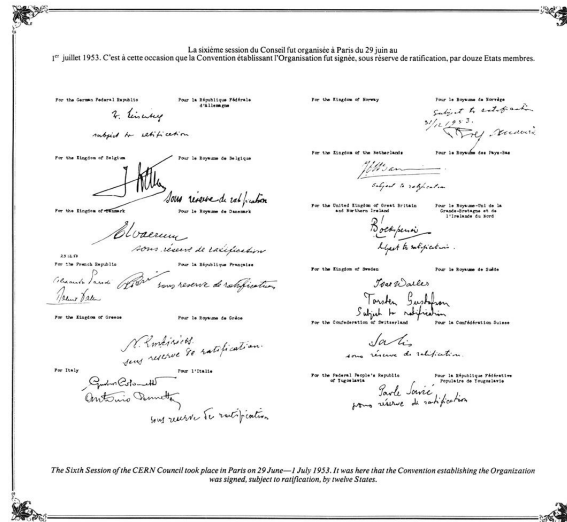 La sixième session du Conseil fut organisée à Paris du 29 juin au
1er juillet 1953. C'est à cette occasion que la Convention établissant l'Organisation fut signée, sous réserve de ratification, par douze Etats membres.
For the German Federal Republic Pour la République Fédérale
d'Allemagne
subject to ratification
For the Kingdom of Belgium Pour le Royaume de Belgique
sous réserve de ratification
For the Kingdom of Denmark Pour le Royaume de Danemark
sous réserve de ratification
For the French Republic Pour la République Française
sous reserve de ratification
For the Kingdom of Greece Pour le Royaume de Grèce
sous reserve de ratification.
For Italy Pour l'Italie
sous reserve de ratification
For the Kingdom of Norway Pour le Royaume de Norvège
Subject to ratification
31/12 1953.
For the Kingdom of the Netherlands Pour le Royaume des Pays-Bas
Subject to ratification
For the United Kingdom of Great Britain Pour le Royaume-Uni de la
and Northern Ireland Grande-Bretagne et de
l'Irlande du Nord
Subject to ratification.
For the Kingdom of Sweden Pour le Royaume de Suède
Ivar Waller
Torsten Gustafson
Subject to ratification
For the Confederation of Switzerland Pour la Confédération Suisse
sous réserve de ratification.
For the Federal People's Republic Pour la République Fédérative
of Yugoslavia Populaire de Yougoslavie
Pavle Savić
sous réserve de ratification
The Sixth Session of the CERN Council took place in Paris on 29 June—1 July 1953. It was here that the Convention establishing the Organization
was signed, subject to ratification, by twelve States.